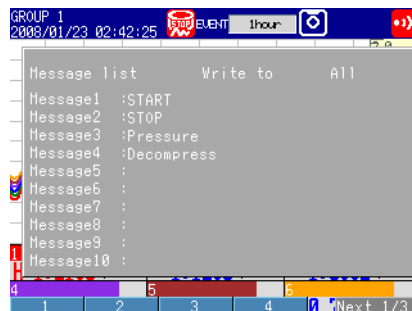 GROUP 1
2008/01/23 02:42:25 STOP EVENT 1hour
Message list Write to All
Message1 :START
Message2 :STOP
Message3 :Pressure
Message4 :Decompress
Message5 :
Message6 :
Message7 :
Message8 :
Message9 :
Message10 :
4 5 6
1 2 3 4 Next 1/3